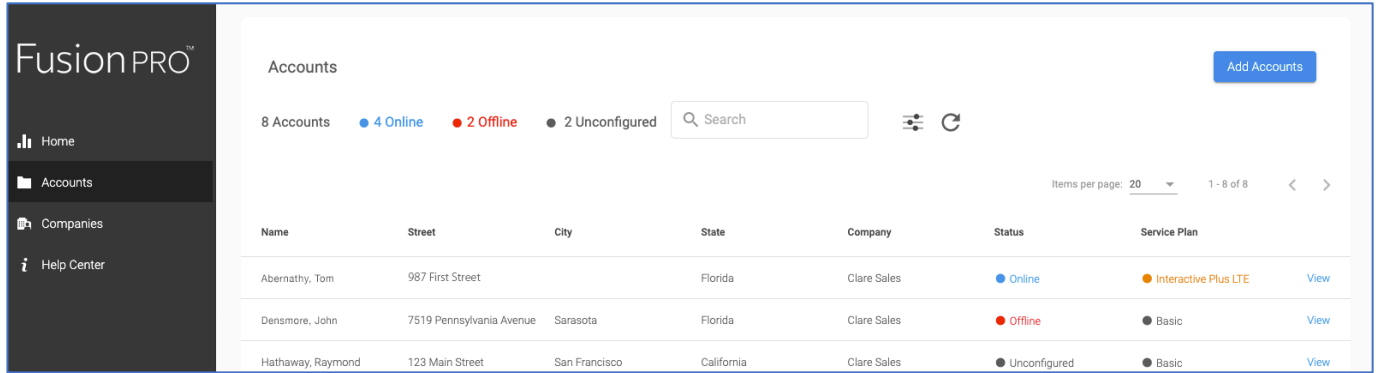 FusionPRO™
Home
Accounts
Companies
Help Center
Accounts
Add Accounts
8 Accounts 4 Online 2 Offline 2 Unconfigured Search
Items per page: 20 1 - 8 of 8
Name Street City State Company Status Service Plan
Abernathy, Tom 987 First Street Florida Clare Sales Online Interactive Plus LTE View
Densmore, John 7519 Pennsylvania Avenue Sarasota Florida Clare Sales Offline Basic View
Hathaway, Raymond 123 Main Street San Francisco California Clare Sales Unconfigured Basic View